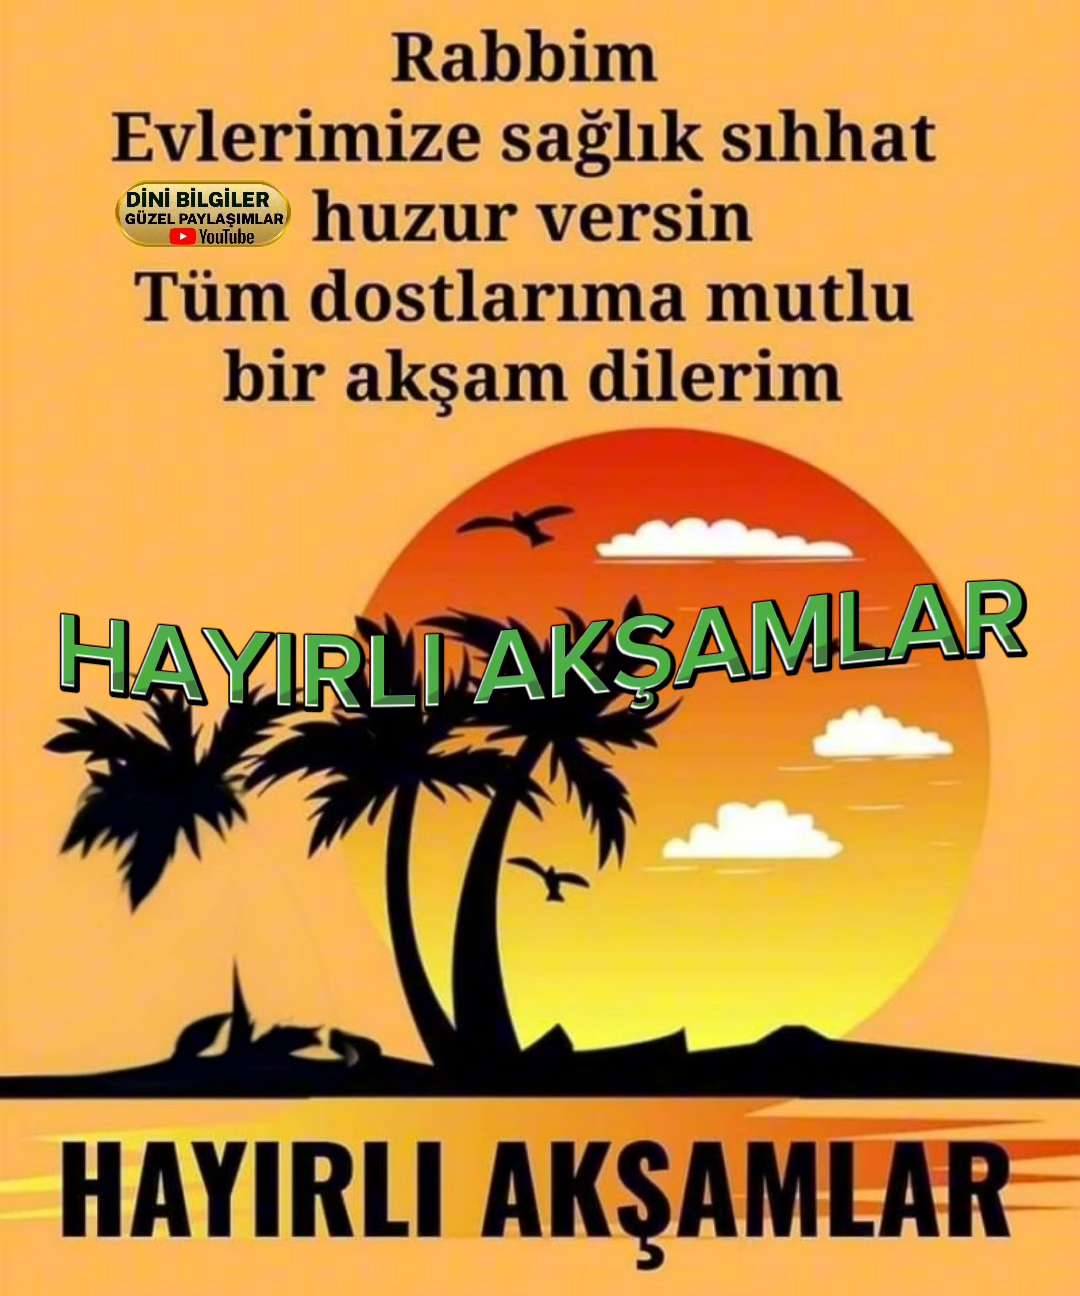 Rabbim
Evlerimize sağlık sıhhat
DİNİ BİLGİLER
GÜZEL PAYLAŞIMLAR
YouTube
huzur versin
Tüm dostlarıma mutlu
bir akşam dilerim
HAYIRLI AKŞAMLAR
HAYIRLI AKŞAMLAR